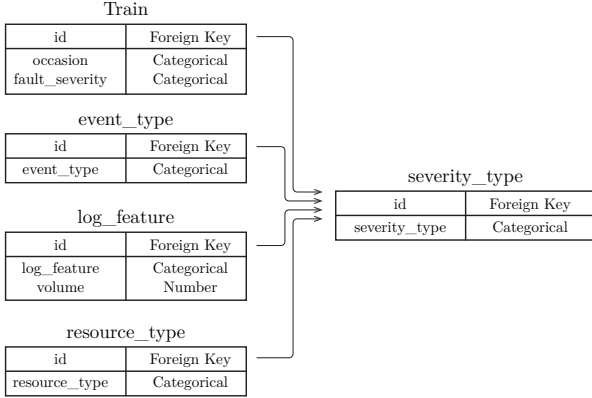 Train
id Foreign Key
occasion Categorical
fault_severity Categorical
event_type
id Foreign Key
event_type Categorical
log_feature
id Foreign Key
log_feature Categorical
volume Number
resource_type
id Foreign Key
resource_type Categorical
severity_type
id Foreign Key
severity_type Categorical